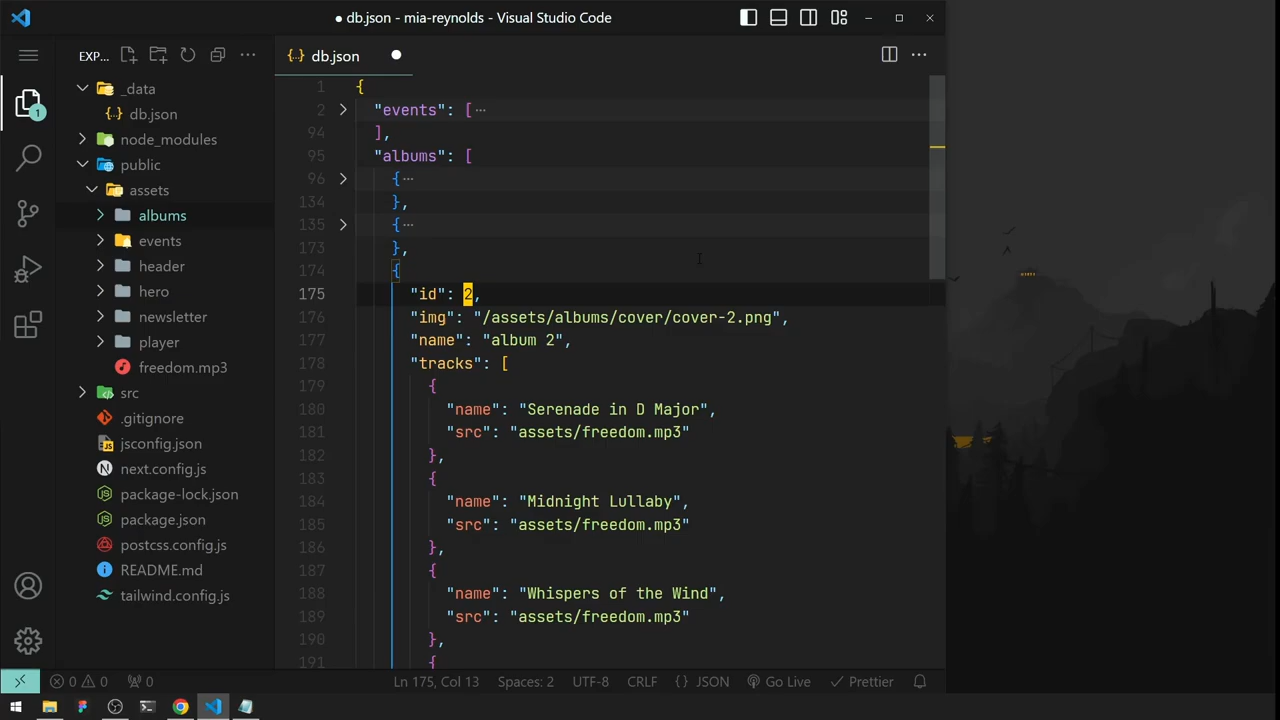 ● db.json - mia-reynolds - Visual Studio Code
EXP...
db.json
_data
db.json
node_modules
public
assets
albums
events
header
hero
newsletter
player
freedom.mp3
src
.gitignore
jsconfig.json
next.config.js
package-lock.json
package.json
postcss.config.js
README.md
tailwind.config.js
1
1 {
2 "events": [ ...
94 ],
95 "albums": [
96 { ...
134 },
135 { ...
173 },
174 {
175 "id": 2,
176 "img": "/assets/albums/cover/cover-2.png",
177 "name": "album 2",
178 "tracks": [
179 {
180 "name": "Serenade in D Major",
181 "src": "assets/freedom.mp3"
182 },
183 {
184 "name": "Midnight Lullaby",
185 "src": "assets/freedom.mp3"
186 },
187 {
188 "name": "Whispers of the Wind",
189 "src": "assets/freedom.mp3"
190 },
191 {
0 0 0 Ln 175, Col 13 Spaces: 2 UTF-8 CRLF {} JSON Go Live Prettier